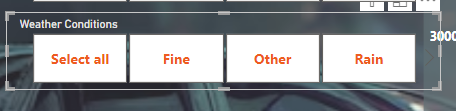 Weather Conditions
Select all Fine Other Rain
3000